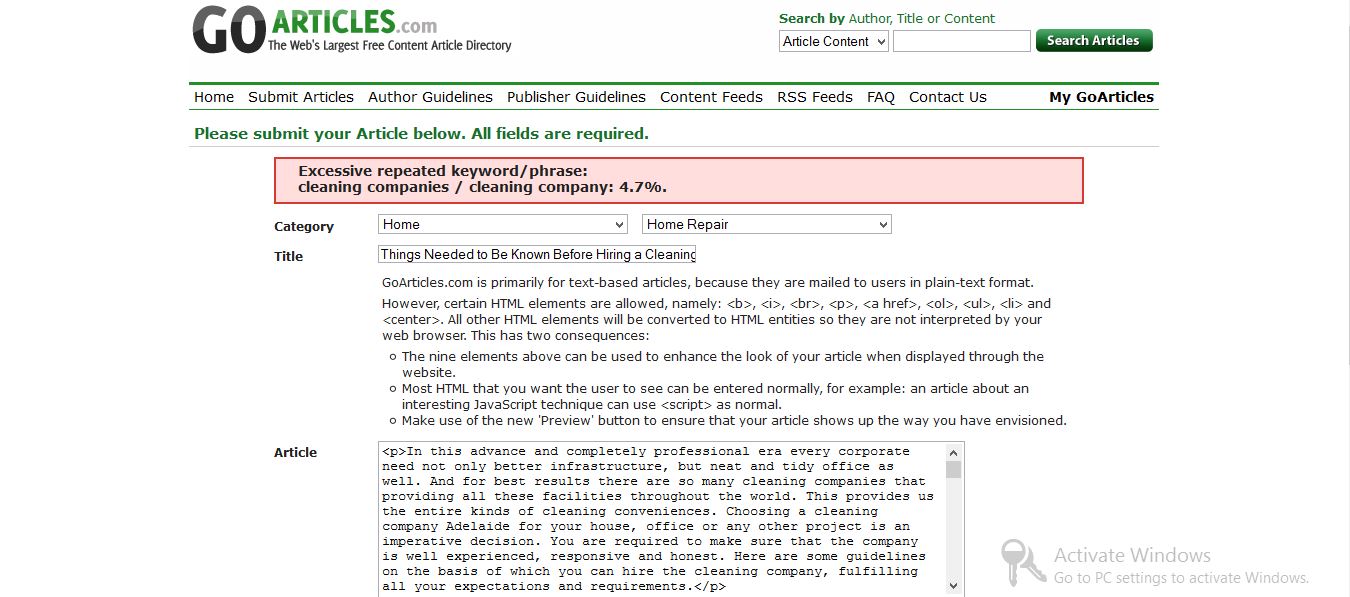 GOARTICLES.com
The Web's Largest Free Content Article Directory
Search by Author, Title or Content
Article Content
Search Articles
Home Submit Articles Author Guidelines Publisher Guidelines Content Feeds RSS Feeds FAQ Contact Us My GoArticles
Please submit your Article below. All fields are required.
Excessive repeated keyword/phrase:
cleaning companies / cleaning company: 4.7%.
Category Home Home Repair
Title Things Needed to Be Known Before Hiring a Cleaning
GoArticles.com is primarily for text-based articles, because they are mailed to users in plain-text format.
However, certain HTML elements are allowed, namely: <b>, <i>, <br>, <p>, <a href>, <ol>, <ul>, <li> and
<center>. All other HTML elements will be converted to HTML entities so they are not interpreted by your
web browser. This has two consequences:
The nine elements above can be used to enhance the look of your article when displayed through the
website.
Most HTML that you want the user to see can be entered normally, for example: an article about an
interesting JavaScript technique can use <script> as normal.
Make use of the new 'Preview' button to ensure that your article shows up the way you have envisioned.
Article
<p>In this advance and completely professional era every corporate
need not only better infrastructure, but neat and tidy office as
well. And for best results there are so many cleaning companies that
providing all these facilities throughout the world. This provides us
the entire kinds of cleaning conveniences. Choosing a cleaning
company Adelaide for your house, office or any other project is an
imperative decision. You are required to make sure that the company
is well experienced, responsive and honest. Here are some guidelines
on the basis of which you can hire the cleaning company, fulfilling
all your expectations and requirements.</p>
Activate Windows
Go to PC settings to activate Windows.